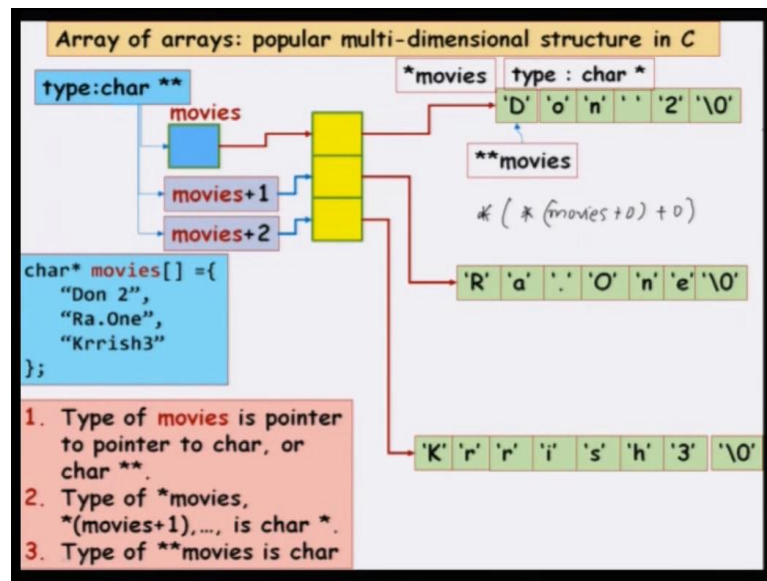 Array of arrays: popular multi-dimensional structure in C
type:char **
*movies type : char *
movies
'D' 'o' 'n' ' ' '2' '\0'
**movies
movies+1
* ( * (movies+0) + 0)
movies+2
char* movies[] ={
"Don 2",
"Ra.One",
"Krrish3"
};
'R' 'a' '.' 'O' 'n' 'e' '\0'
1. Type of movies is pointer
to pointer to char, or
char **.
2. Type of *movies,
*(movies+1),…, is char *.
3. Type of **movies is char
'K' 'r' 'r' 'i' 's' 'h' '3' '\0'